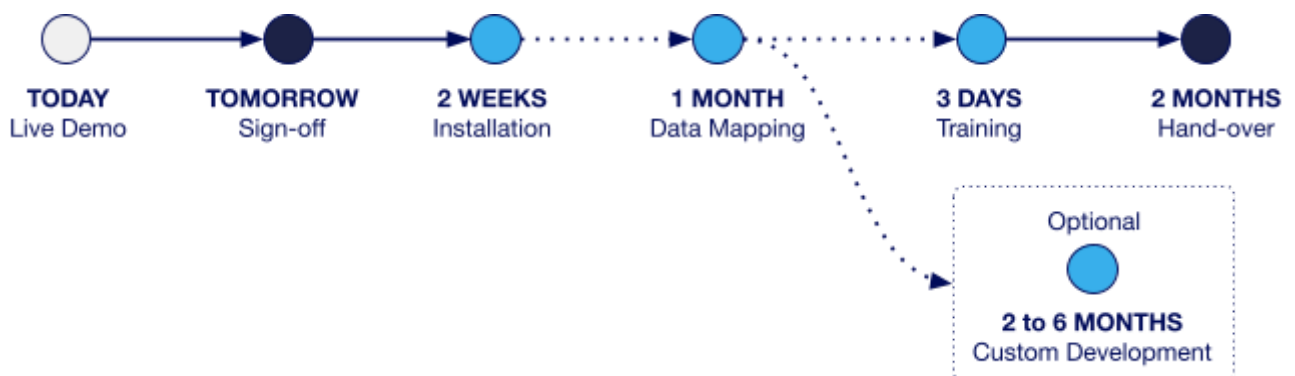 TODAY
Live Demo
TOMORROW
Sign-off
2 WEEKS
Installation
1 MONTH
Data Mapping
3 DAYS
Training
2 MONTHS
Hand-over
Optional
2 to 6 MONTHS
Custom Development